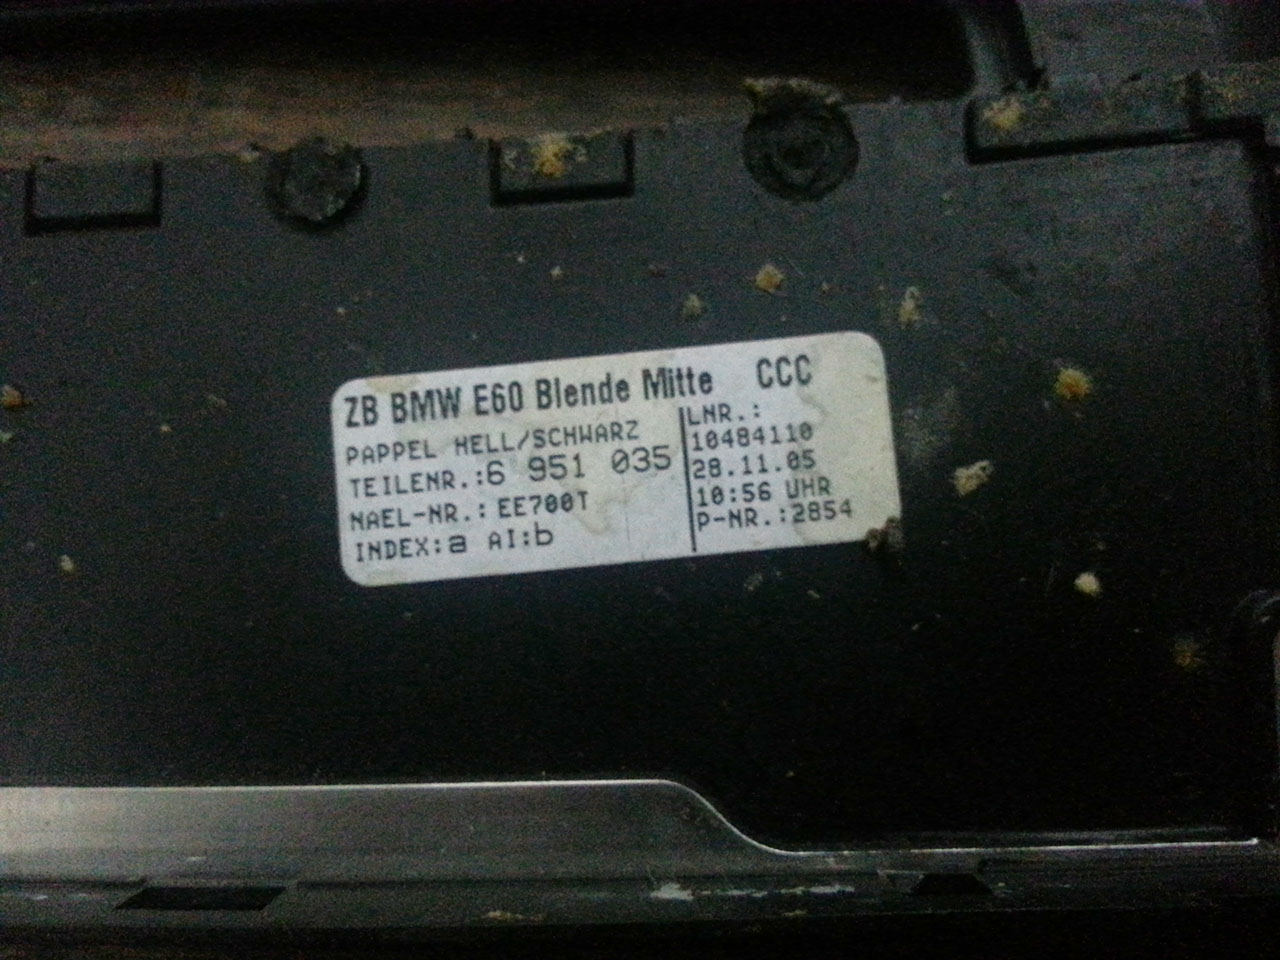 ZB BMW E60 Blende Mitte CCC
PAPPEL HELL/SCHWARZ
TEILENR.:6 951 035
NAEL-NR.: EE700T
INDEX:a AI:b
LNR.:
10484110
28.11.05
10:56 UHR
P-NR.:2854